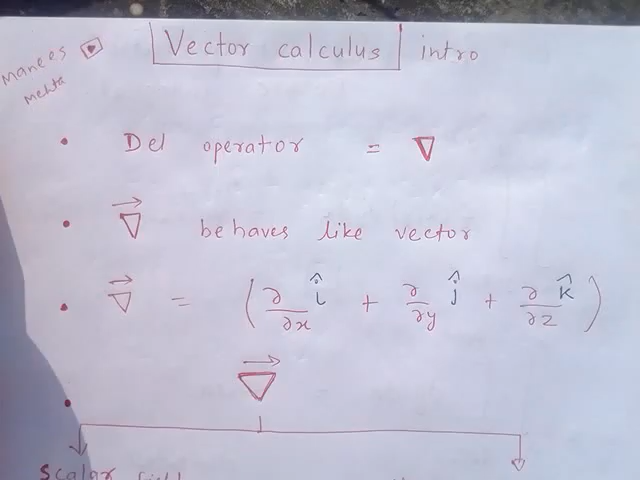 Vector calculus intro
Manees
Mehta
• Del operator = ∇
• ∇⃗ behaves like vector
• ∇⃗ = (∂/∂x î + ∂/∂y ĵ + ∂/∂z k̂)
• ∇⃗
Scalar